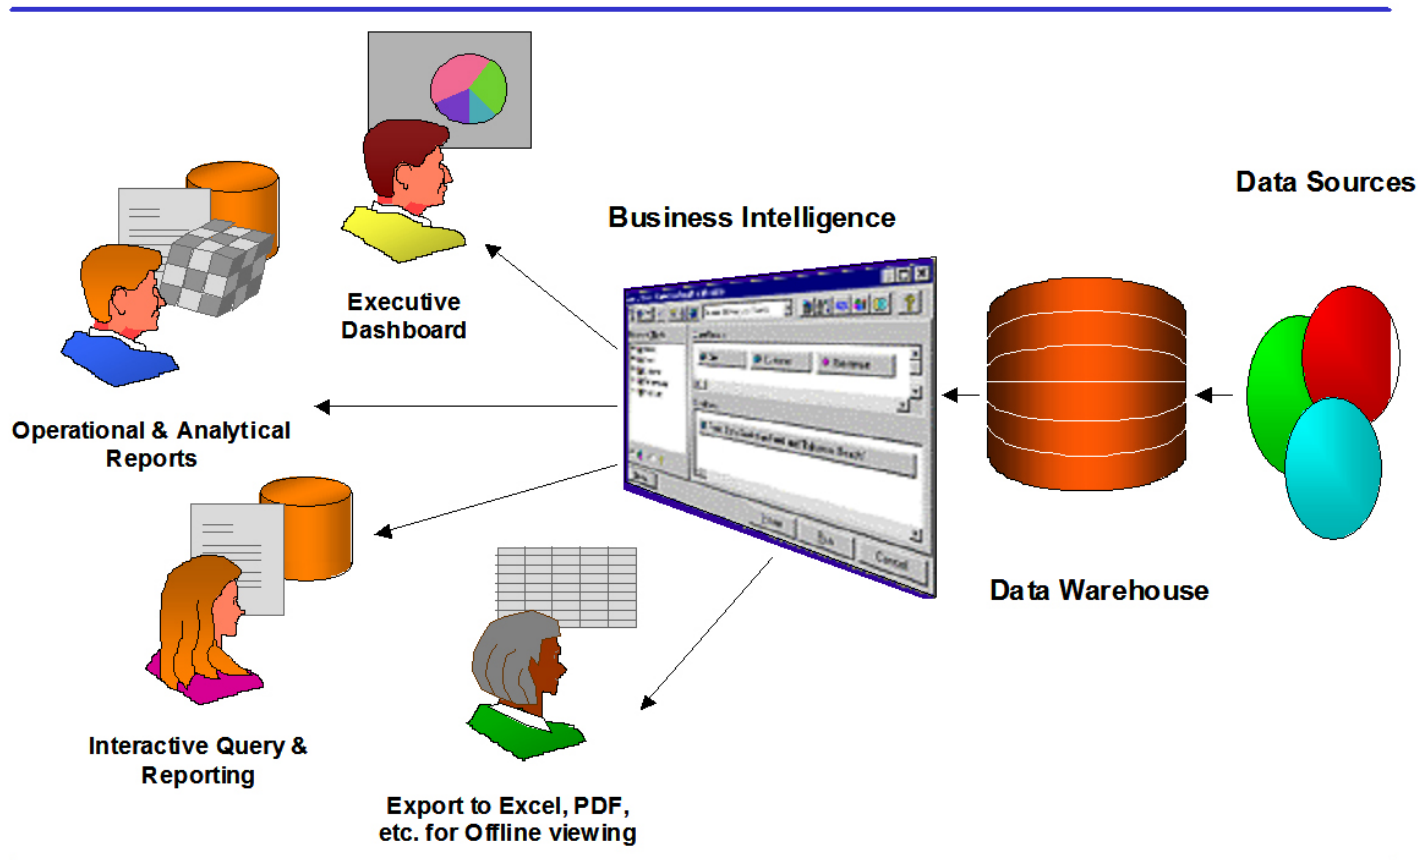 Data Sources
Business Intelligence
Executive
Dashboard
Operational & Analytical
Reports
Data Warehouse
Interactive Query &
Reporting
Export to Excel, PDF,
etc. for Offline viewing
Cancel